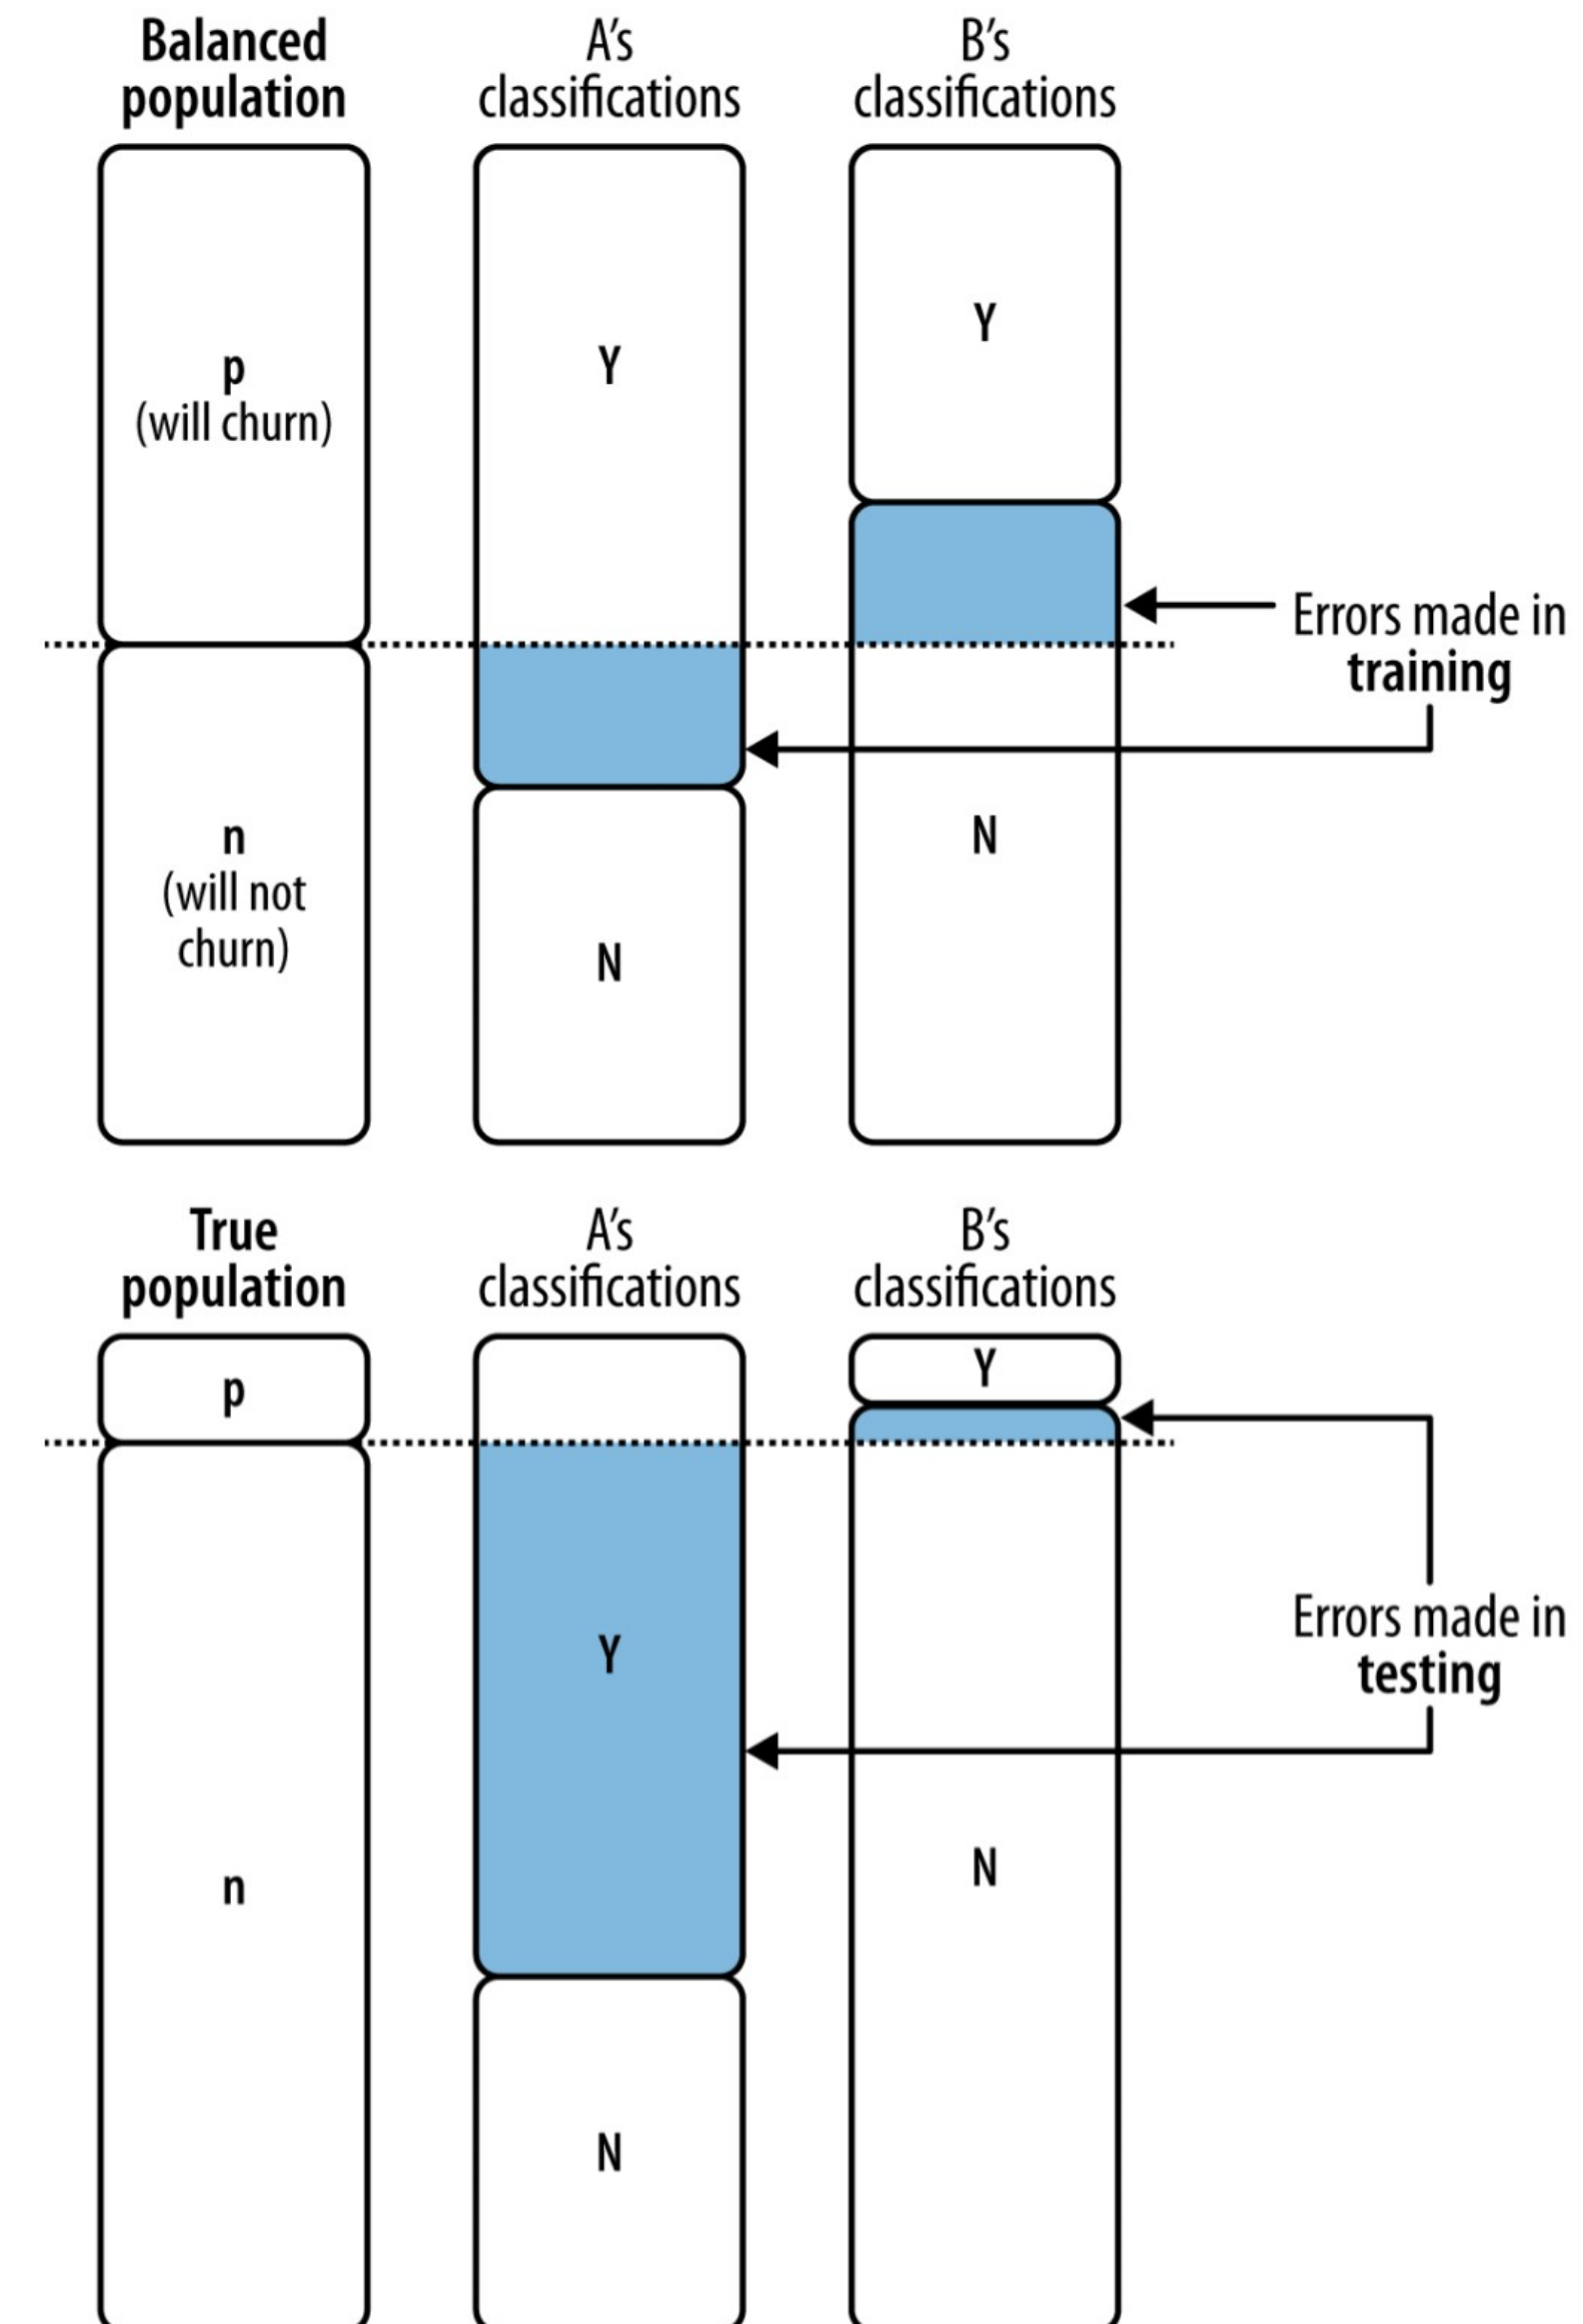 Balanced
population
A's
classifications
B's
classifications
p
(will churn)
Y
Y
Errors made in
training
n
(will not
churn)
N
N
True
population
A's
classifications
B's
classifications
p
Y
Y
Errors made in
testing
n
N
N